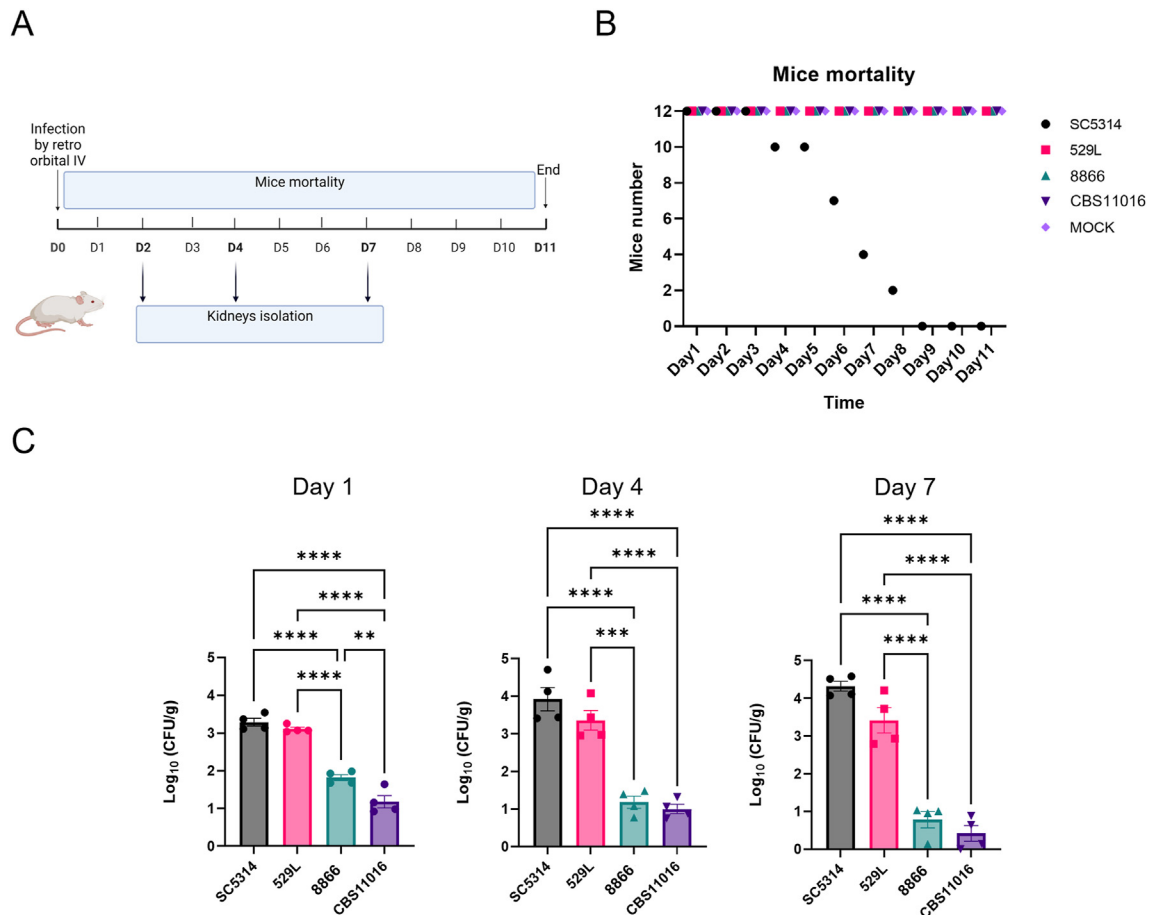 A
Infection
by retro
orbital IV
Mice mortality
End
D0 D1 D2 D3 D4 D5 D6 D7 D8 D9 D10 D11
Kidneys isolation
B
Mice mortality
Mice number
12
10
8
6
4
2
0
Day1 Day2 Day3 Day4 Day5 Day6 Day7 Day8 Day9 Day10 Day11
Time
SC5314
529L
8866
CBS11016
MOCK
C
Day 1
****
****
**** **
****
Log10 (CFU/g)
5
4
3
2
1
0
SC5314 529L 8866 CBS11016
Day 4
****
****
****
***
Log10 (CFU/g)
5
4
3
2
1
0
SC5314 529L 8866 CBS11016
Day 7
****
****
****
****
Log10 (CFU/g)
5
4
3
2
1
0
SC5314 529L 8866 CBS11016